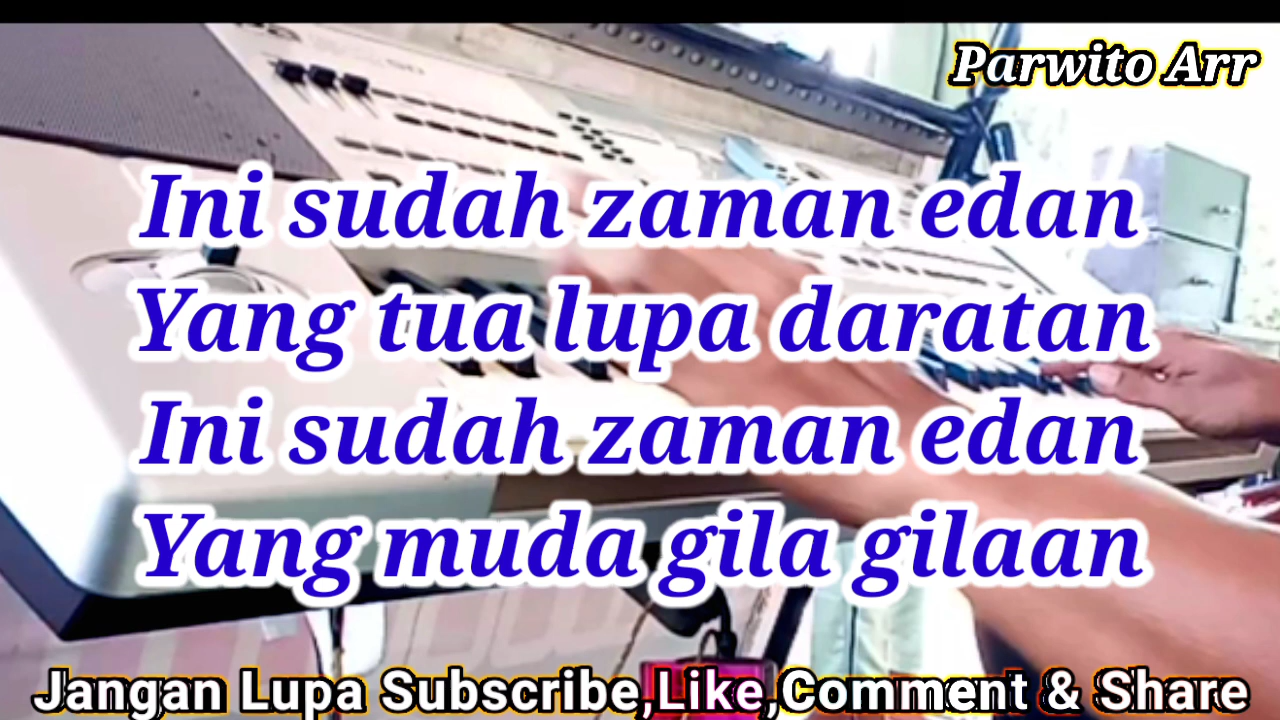 Parwito Arr
Ini sudah zaman edan
Yang tua lupa daratan
Ini sudah zaman edan
Yang muda gila gilaan
Jangan Lupa Subscribe,Like,Comment & Share